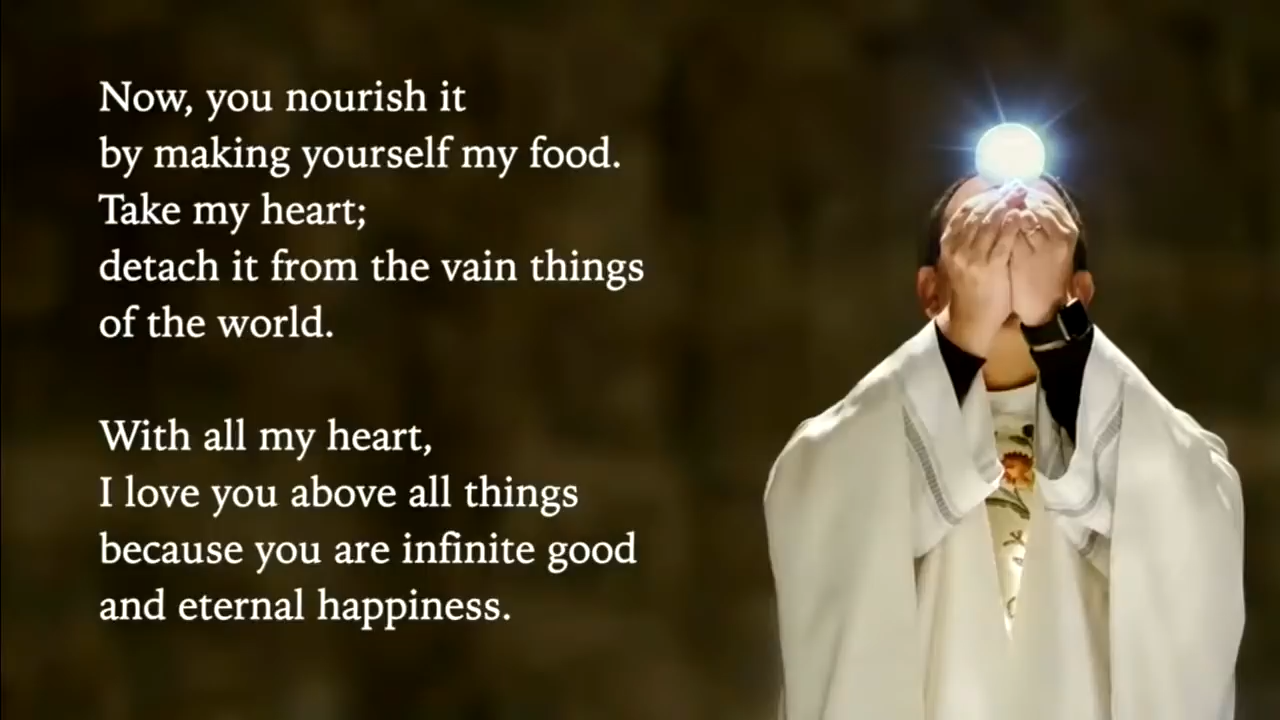 Now, you nourish it
by making yourself my food.
Take my heart;
detach it from the vain things
of the world.
With all my heart,
I love you above all things
because you are infinite good
and eternal happiness.